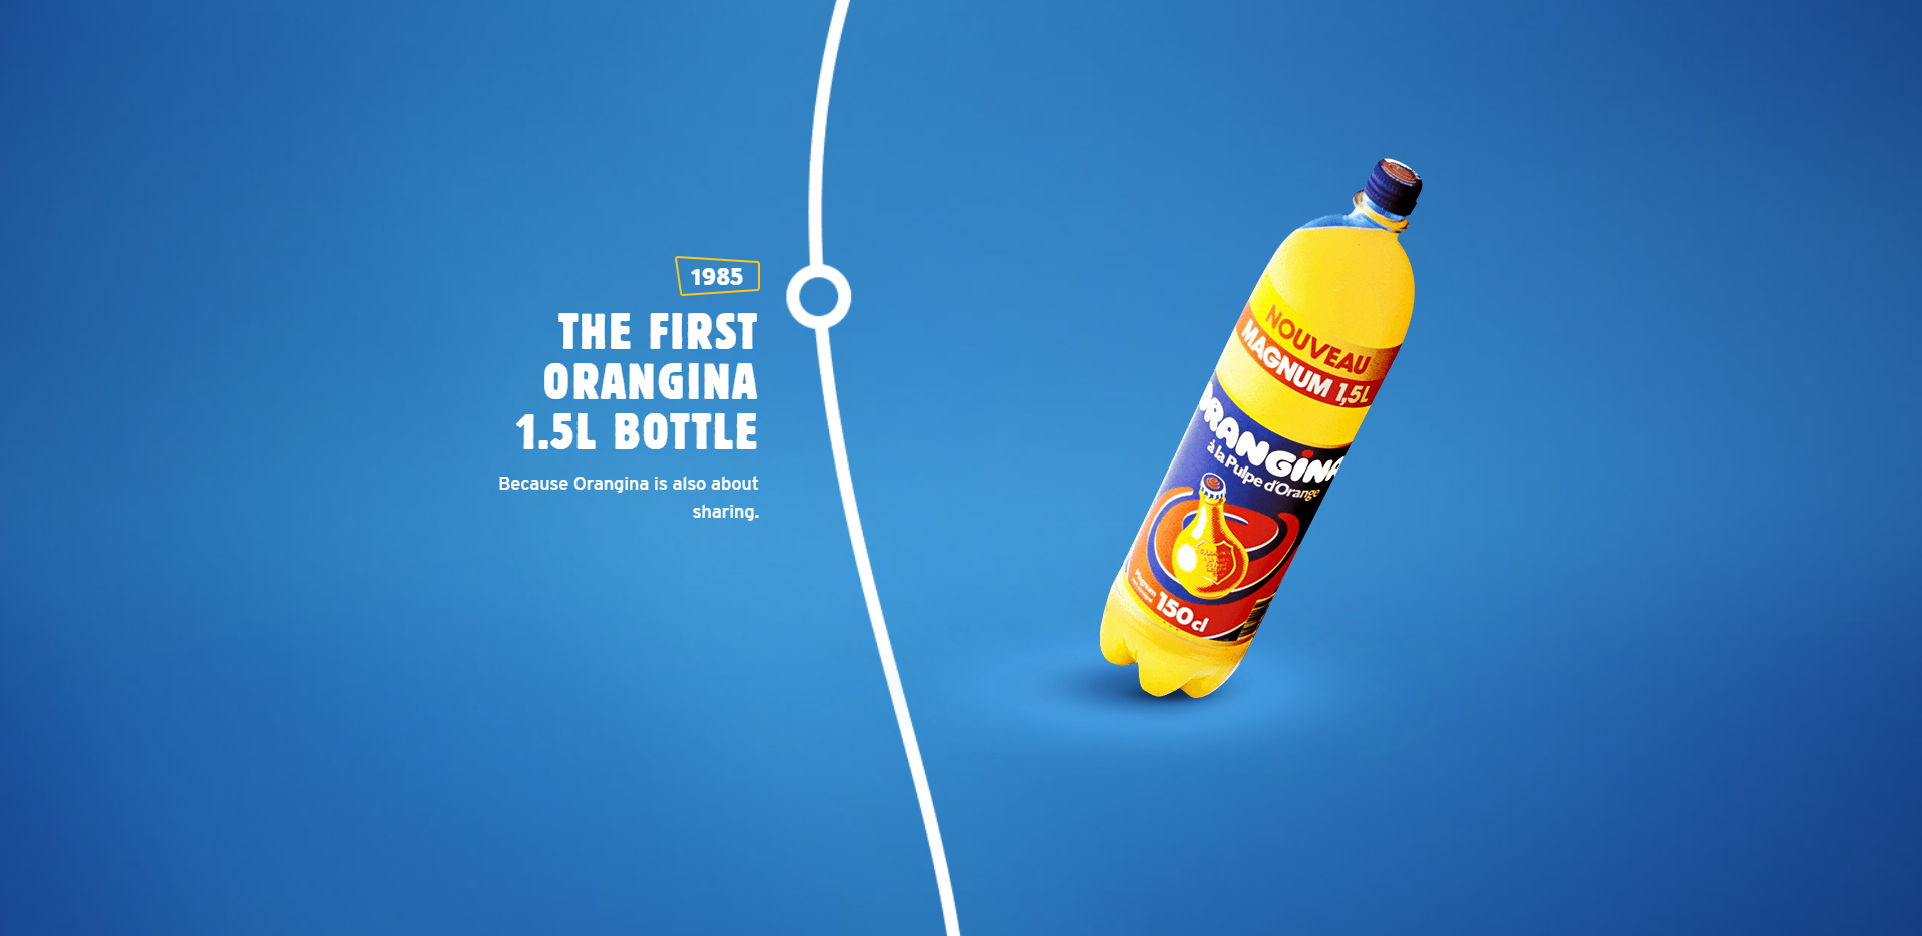 1985
THE FIRST
ORANGINA
1.5L BOTTLE
Because Orangina is also about
sharing.
NOUVEAU
MAGNUM 1,5L
ORANGINA
à la Pulpe d'Orange
150cl